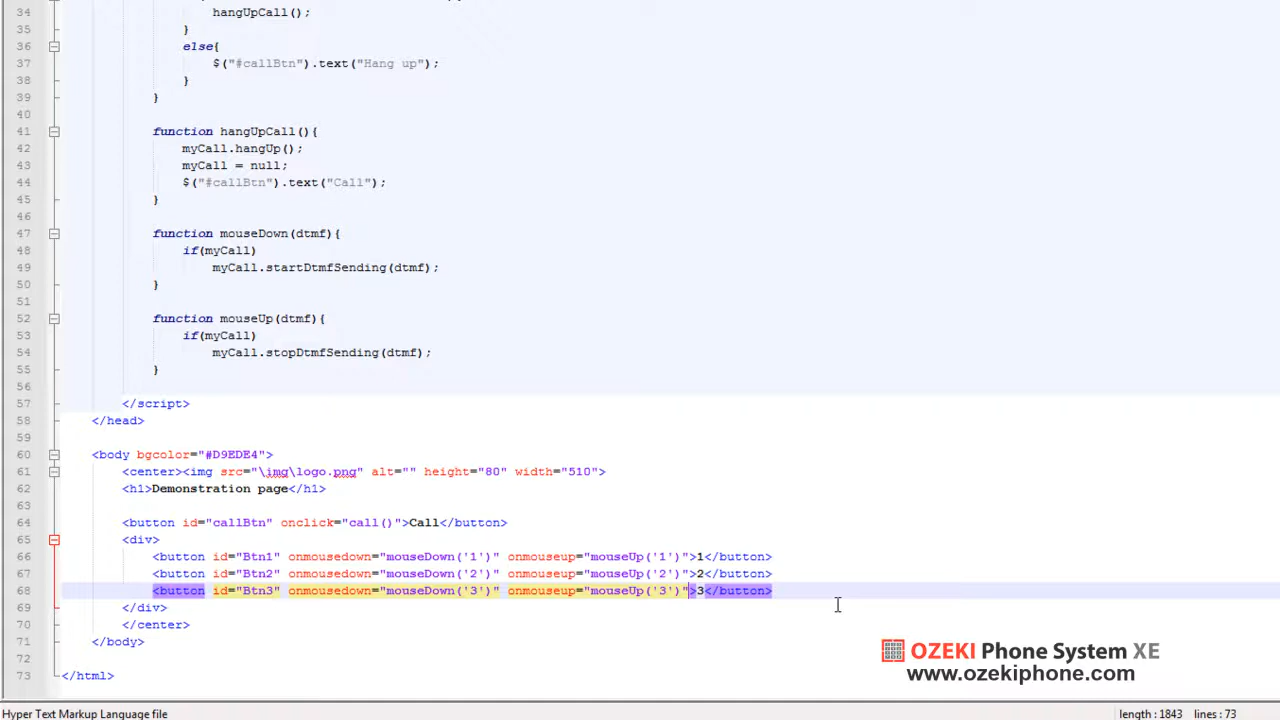 34 hangUpCall();
35 }
36 else{
37 $("#callBtn").text("Hang up");
38 }
39 }
40
41 function hangUpCall(){
42 myCall.hangUp();
43 myCall = null;
44 $("#callBtn").text("Call");
45 }
46
47 function mouseDown(dtmf){
48 if(myCall)
49 myCall.startDtmfSending(dtmf);
50 }
51
52 function mouseUp(dtmf){
53 if(myCall)
54 myCall.stopDtmfSending(dtmf);
55 }
56
57 </script>
58 </head>
59
60 <body bgcolor="#D9EDE4">
61 <center><img src="\img\logo.png" alt="" height="80" width="510">
62 <h1>Demonstration page</h1>
63
64 <button id="callBtn" onclick="call()">Call</button>
65 <div>
66 <button id="Btn1" onmousedown="mouseDown('1')" onmouseup="mouseUp('1')">1</button>
67 <button id="Btn2" onmousedown="mouseDown('2')" onmouseup="mouseUp('2')">2</button>
68 <button id="Btn3" onmousedown="mouseDown('3')" onmouseup="mouseUp('3')">3</button>
69 </div>
70 </center>
71 </body>
72
73 </html>
OZEKI Phone System XE
www.ozekiphone.com
Hyper Text Markup Language file length : 1843 lines : 73